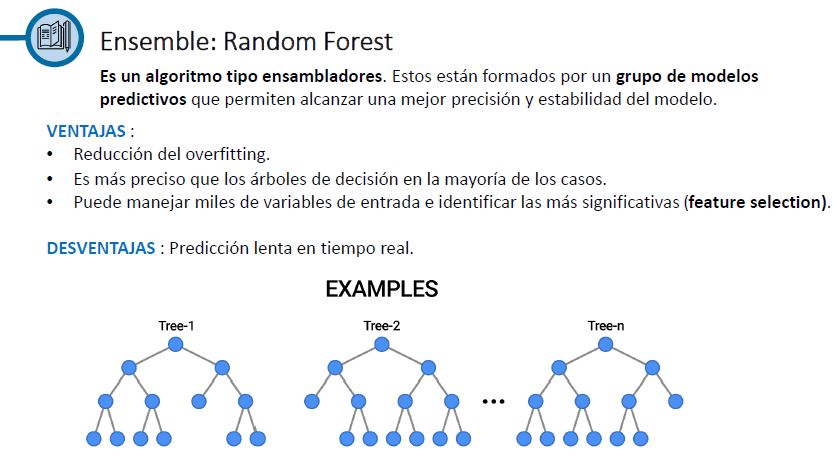 Ensemble: Random Forest
Es un algoritmo tipo ensambladores. Estos están formados por un grupo de modelos
predictivos que permiten alcanzar una mejor precisión y estabilidad del modelo.
VENTAJAS :
• Reducción del overfitting.
• Es más preciso que los árboles de decisión en la mayoría de los casos.
• Puede manejar miles de variables de entrada e identificar las más significativas (feature selection).
DESVENTAJAS : Predicción lenta en tiempo real.
EXAMPLES
Tree-1 Tree-2 Tree-n
...